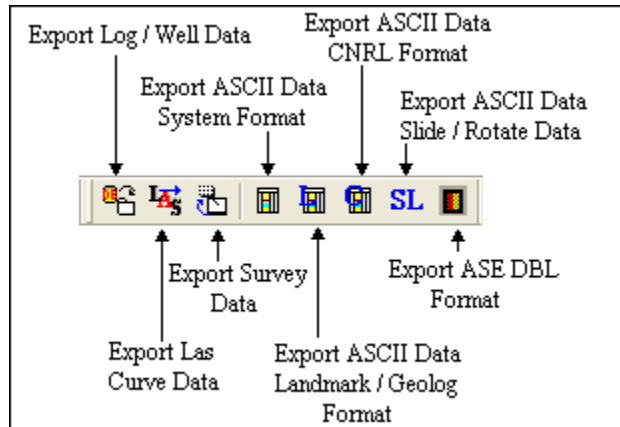 Export Log / Well Data
Export ASCII Data
CNRL Format
Export ASCII Data
System Format
Export ASCII Data
Slide / Rotate Data
LAS
SL
Export Survey
Data
Export ASE DBL
Format
Export Las
Curve Data
Export ASCII Data
Landmark / Geolog
Format